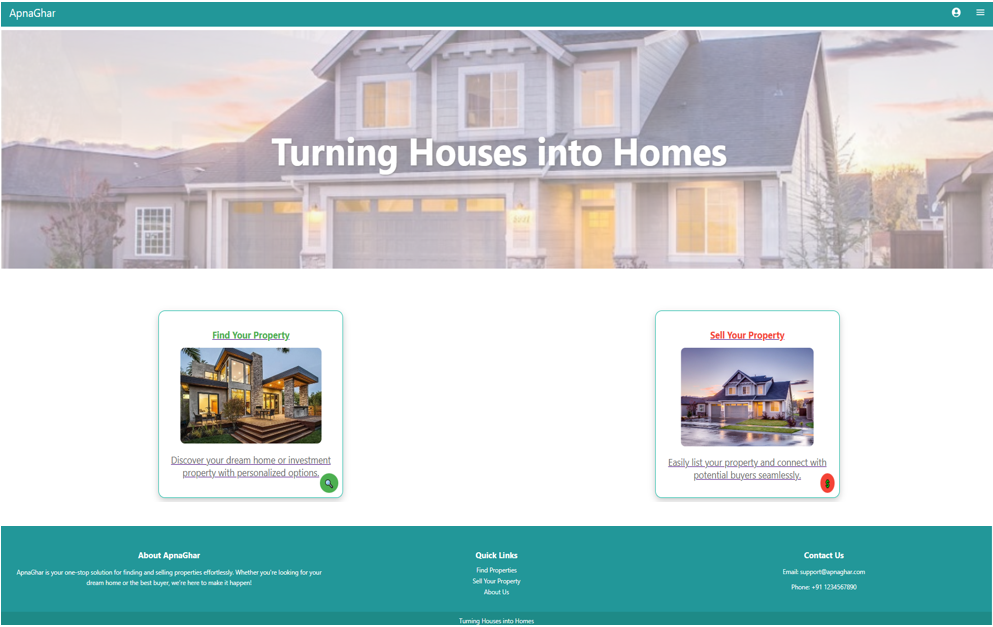 ApnaGhar
Turning Houses into Homes
Find Your Property
Discover your dream home or investment
property with personalized options.
Sell Your Property
Easily list your property and connect with
potential buyers seamlessly.
About ApnaGhar
ApnaGhar is your one-stop solution for finding and selling properties effortlessly. Whether you're looking for your
dream home or the best buyer, we're here to make it happen!
Quick Links
Find Properties
Sell Your Property
About Us
Contact Us
Email: support@apnaghar.com
Phone: +91 1234567890
Turning Houses into Homes